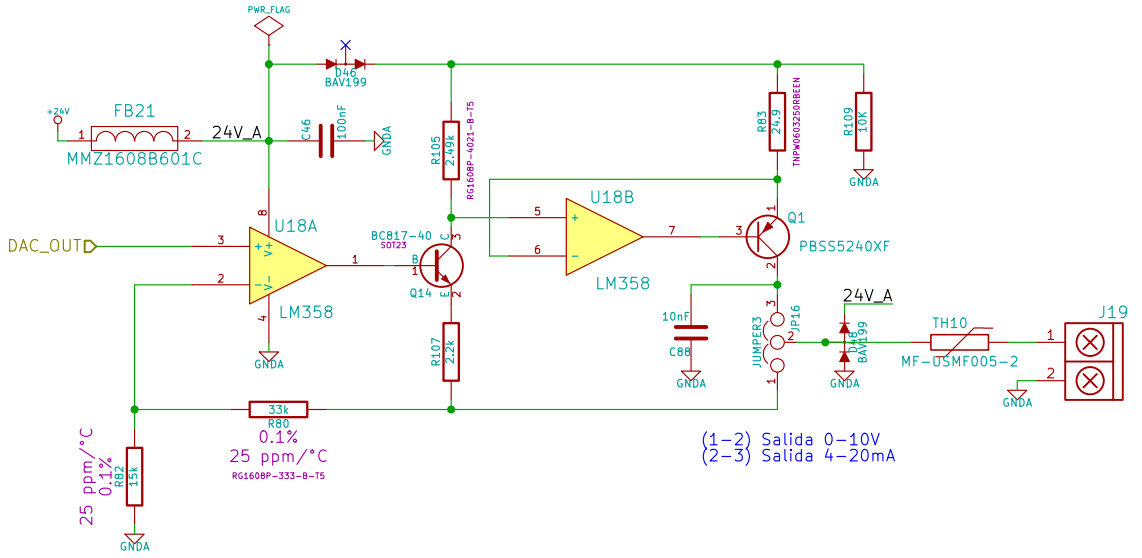 PWR_FLAG
D46
BAV199
+24V
FB21
1
2
MMZ1608B601C
24V_A
C46
100nF
GNDA
R105
2.49k
RG1608P-4021-B-T5
R83
24.9
TNPW0603250RBEEN
R109
10K
GNDA
DAC_OUT
3
2
8
U18A
+
V+
-
V-
1
4
LM358
GNDA
BC817-40
SOT23
C
3
B
1
Q14
2
E
5
6
U18B
+
-
7
LM358
3
1
Q1
2
PBSS5240XF
10nF
C88
GNDA
3
JP16
2
JUMPER3
1
24V_A
D48
BAV199
GNDA
TH10
MF-USMF005-2
J19
1
2
GNDA
R107
2.2k
33k
R80
0.1%
25 ppm/°C
RG1608P-333-B-T5
25 ppm/°C
0.1%
R82
15k
GNDA
(1-2) Salida 0-10V
(2-3) Salida 4-20mA